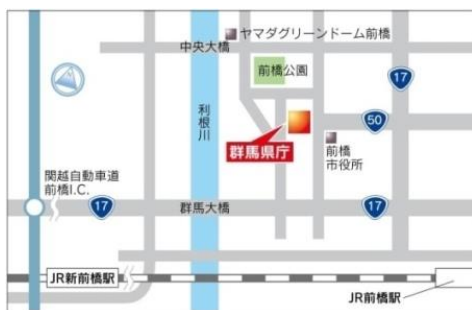 ヤマダグリーンドーム前橋
中央大橋
前橋公園
17
利根川
50
群馬県庁
前橋
市役所
関越自動車道
前橋I.C.
17
群馬大橋
17
JR新前橋駅
JR前橋駅